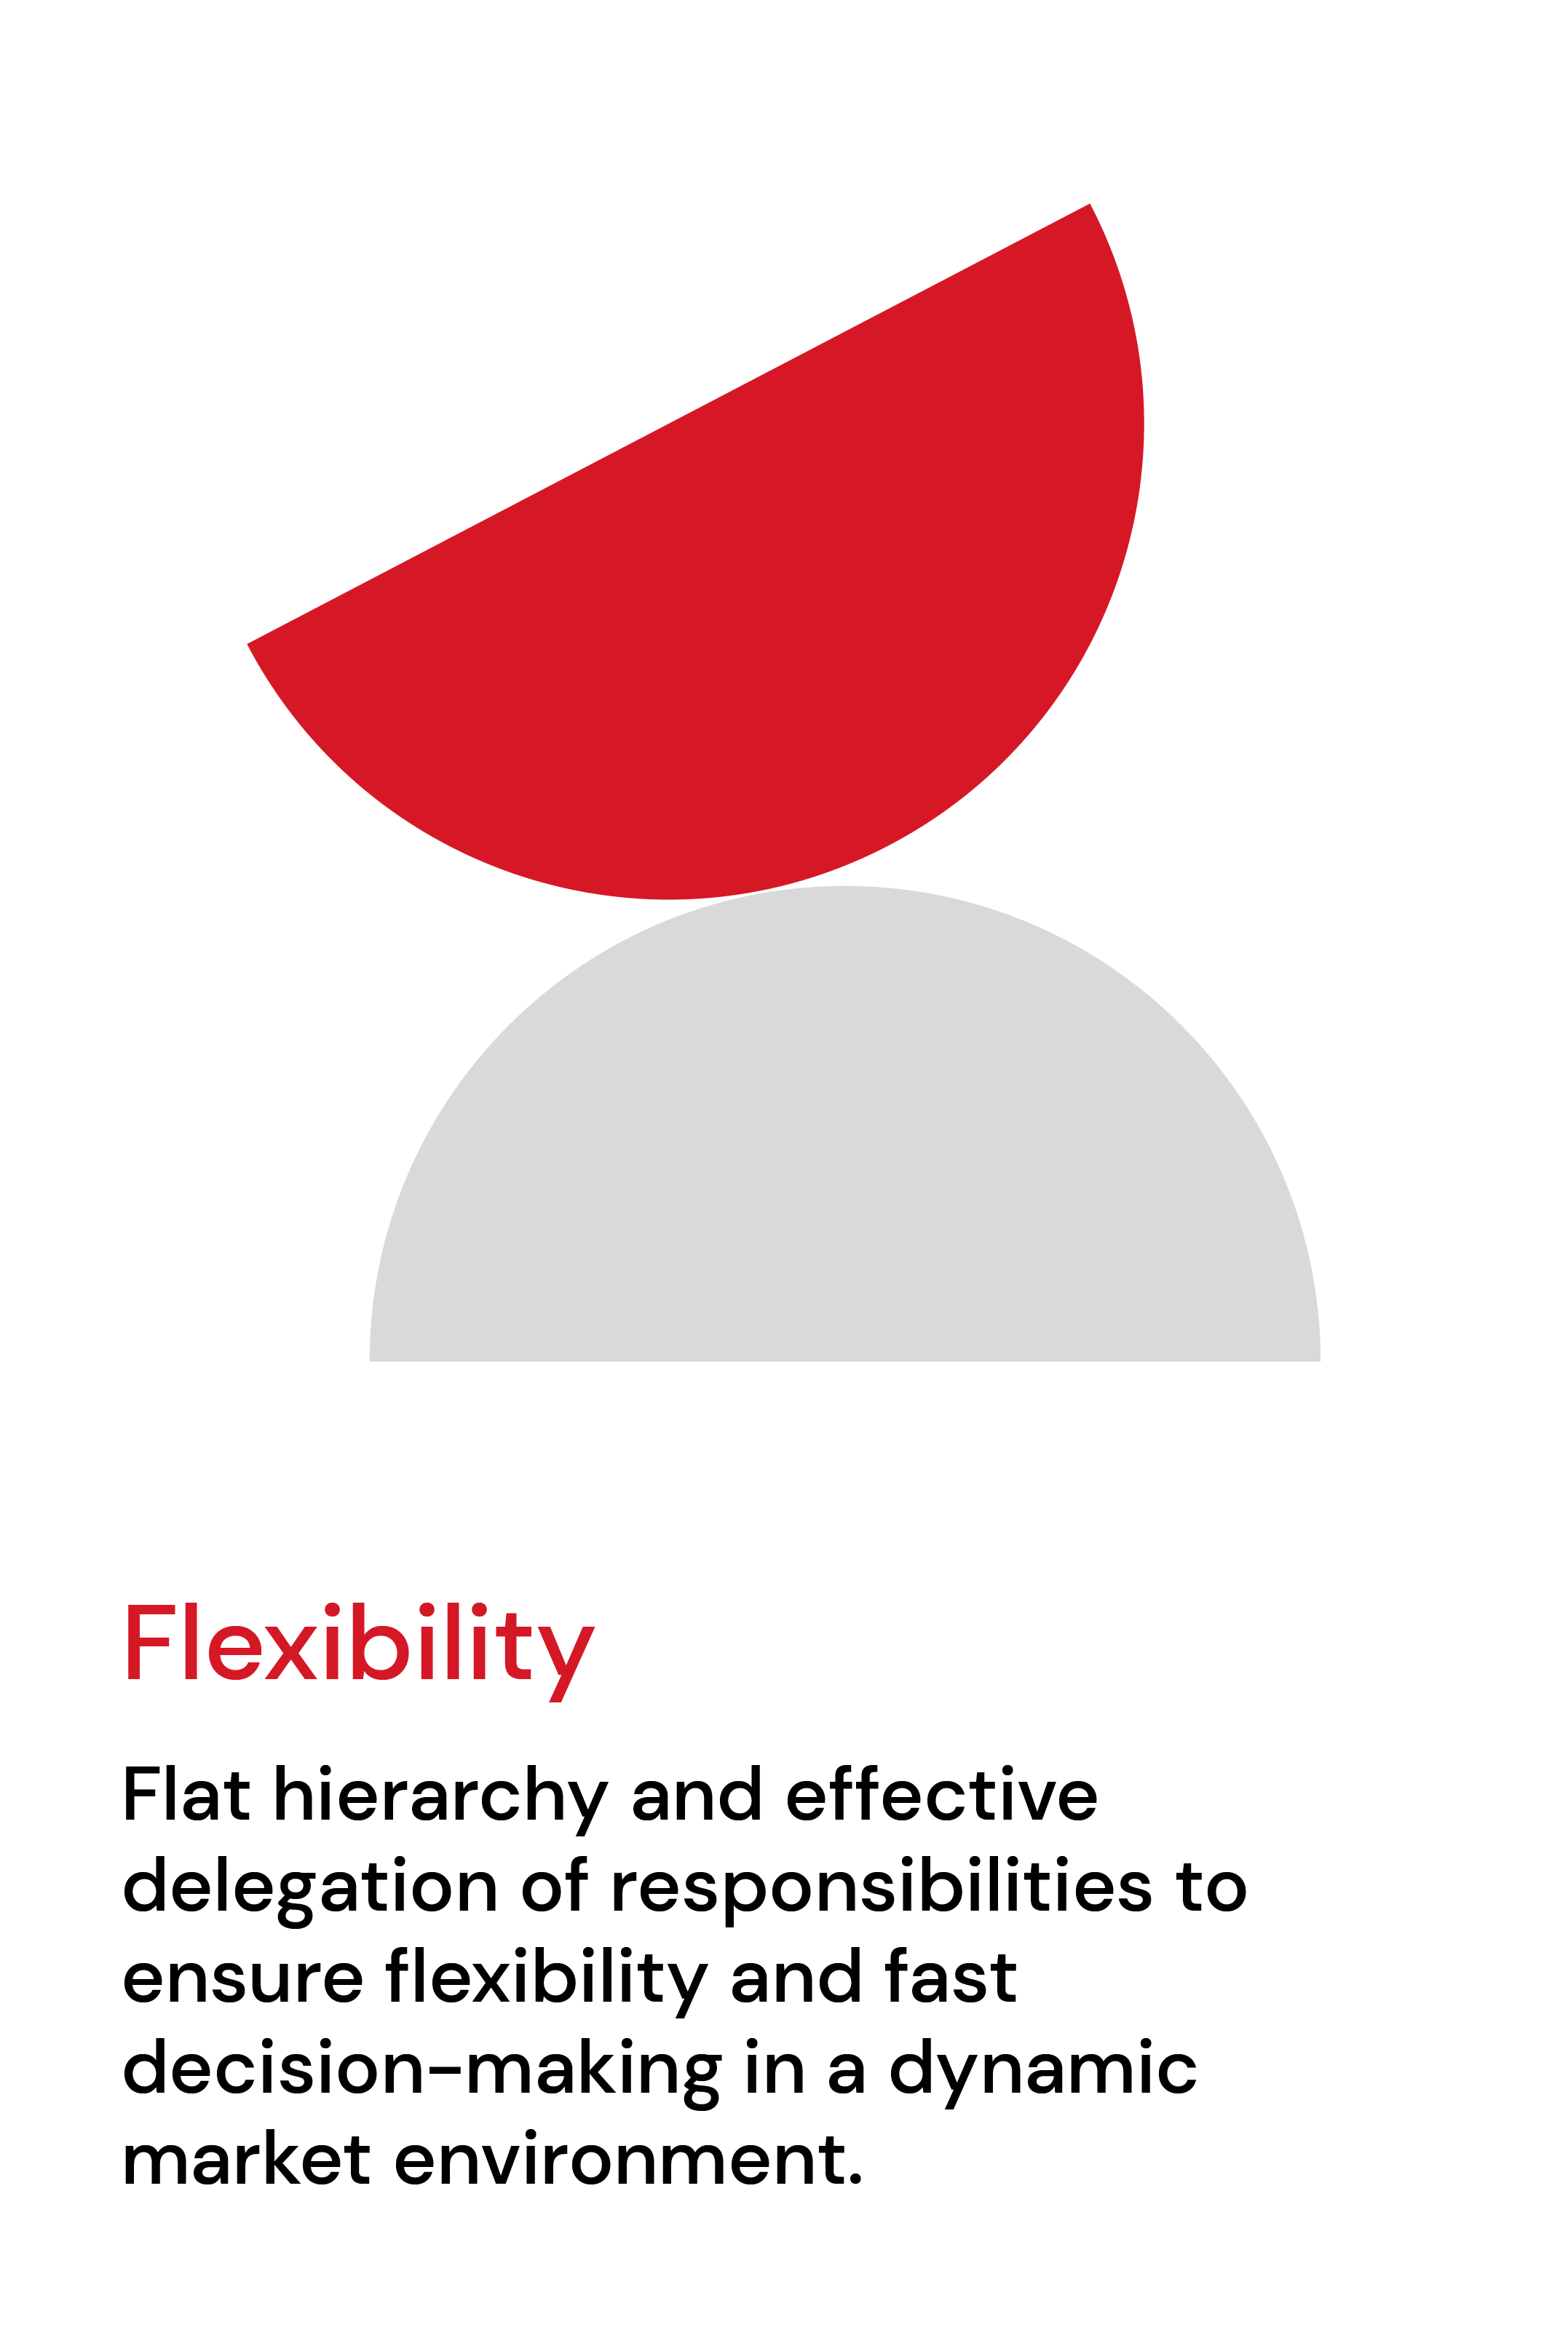 Flexibility
Flat hierarchy and effective
delegation of responsibilities to
ensure flexibility and fast
decision-making in a dynamic
market environment.